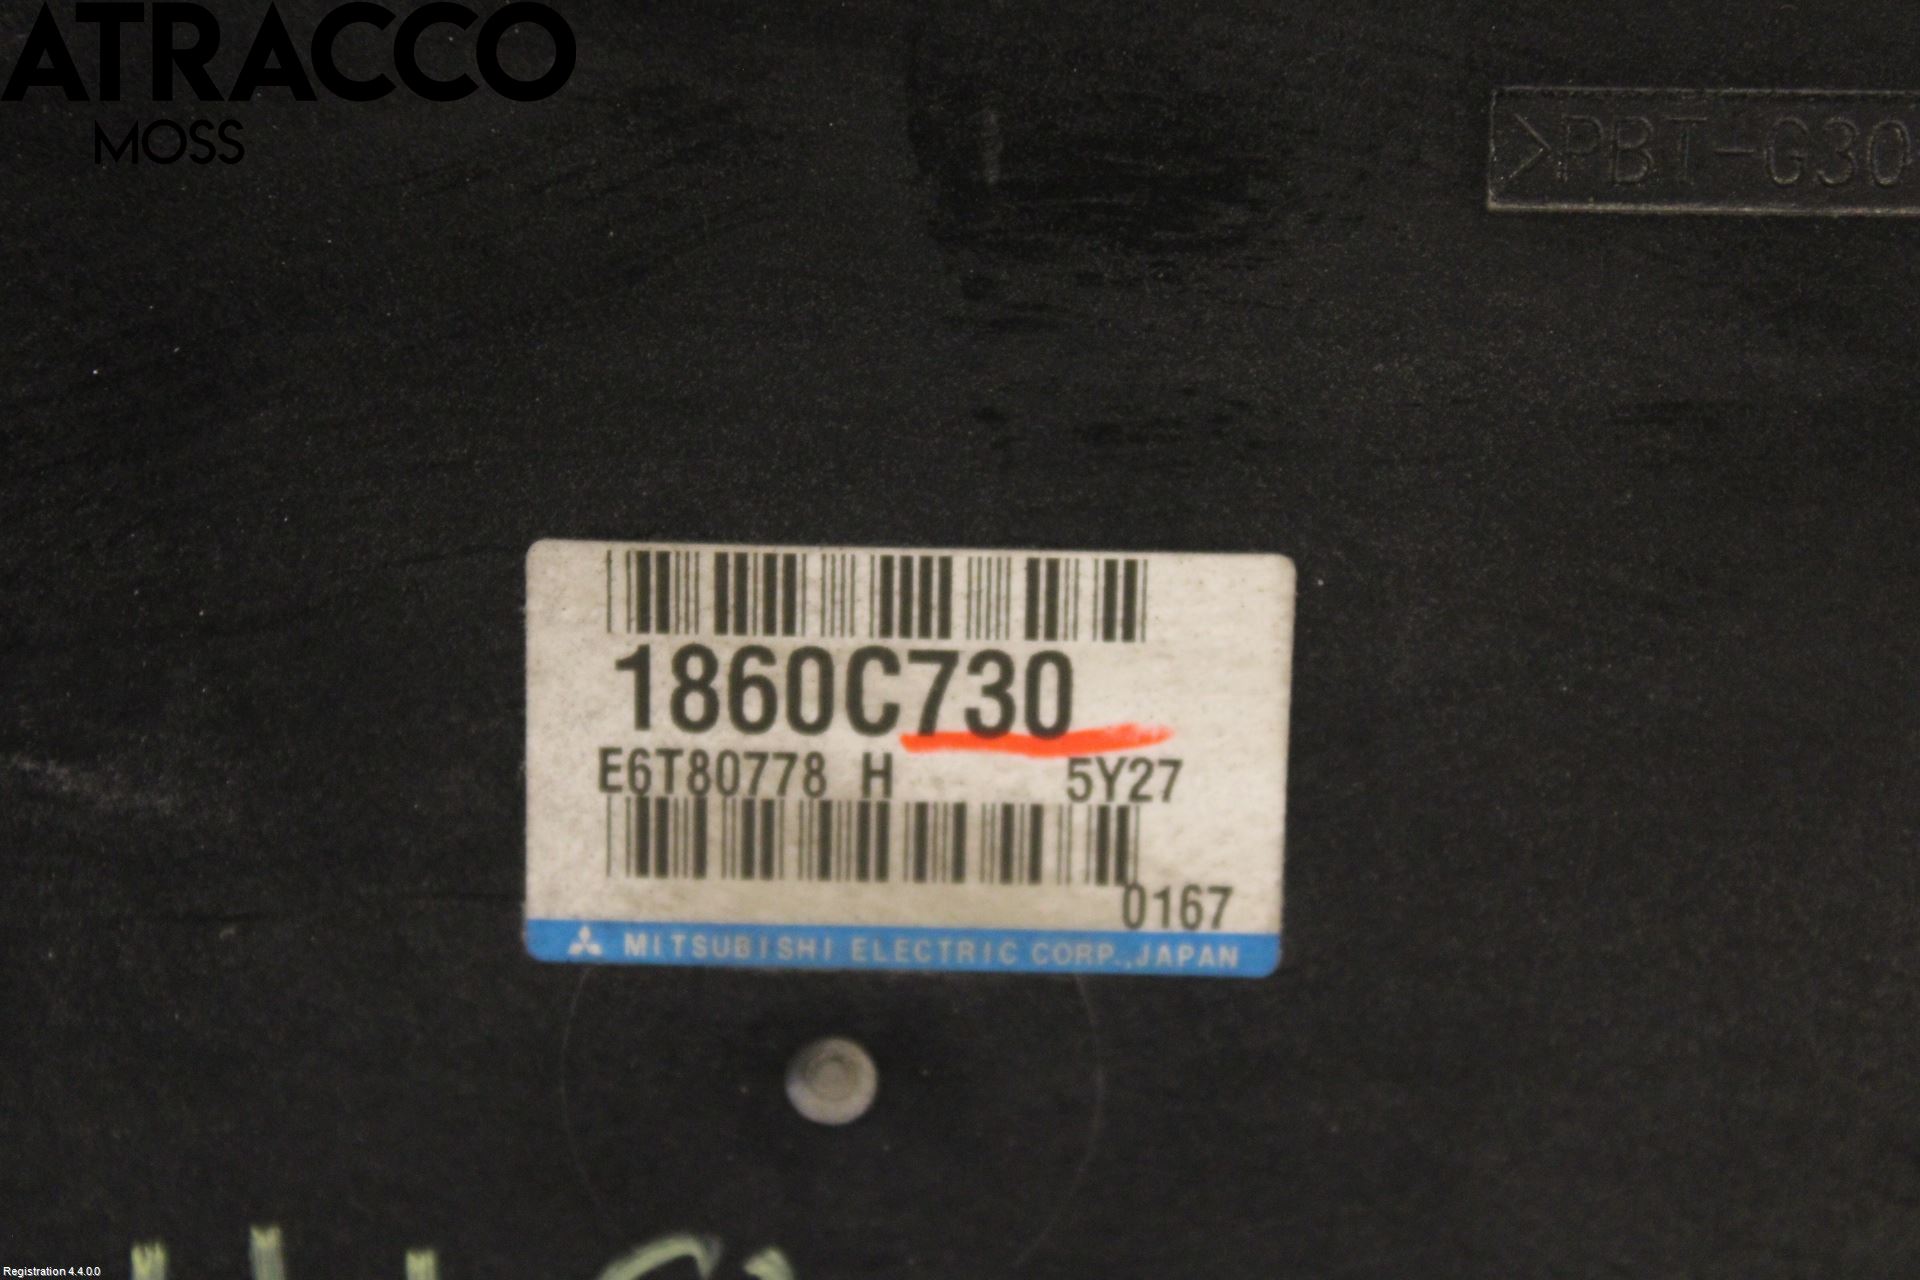 ATRACCO
MOSS
>PBT-G30
1860C730
E6T80778 H 5Y27
0167
MITSUBISHI ELECTRIC CORP.,JAPAN
Registration 4.4.0.0